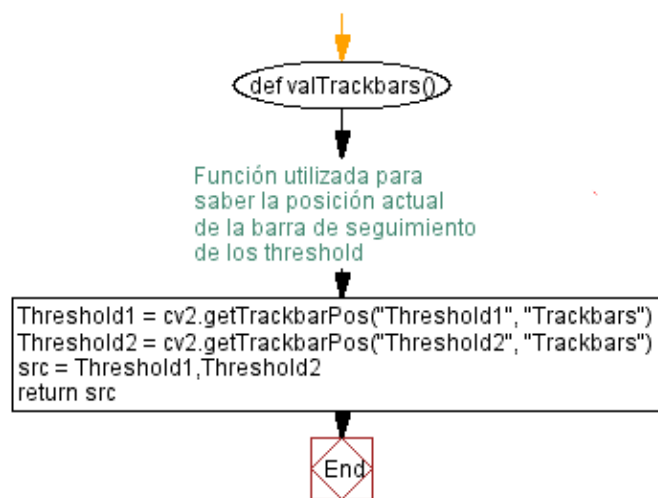 def valTrackbars()
Función utilizada para
saber la posición actual
de la barra de seguimiento
de los threshold
Threshold1 = cv2.getTrackbarPos("Threshold1", "Trackbars")
Threshold2 = cv2.getTrackbarPos("Threshold2", "Trackbars")
src = Threshold1,Threshold2
return src
End